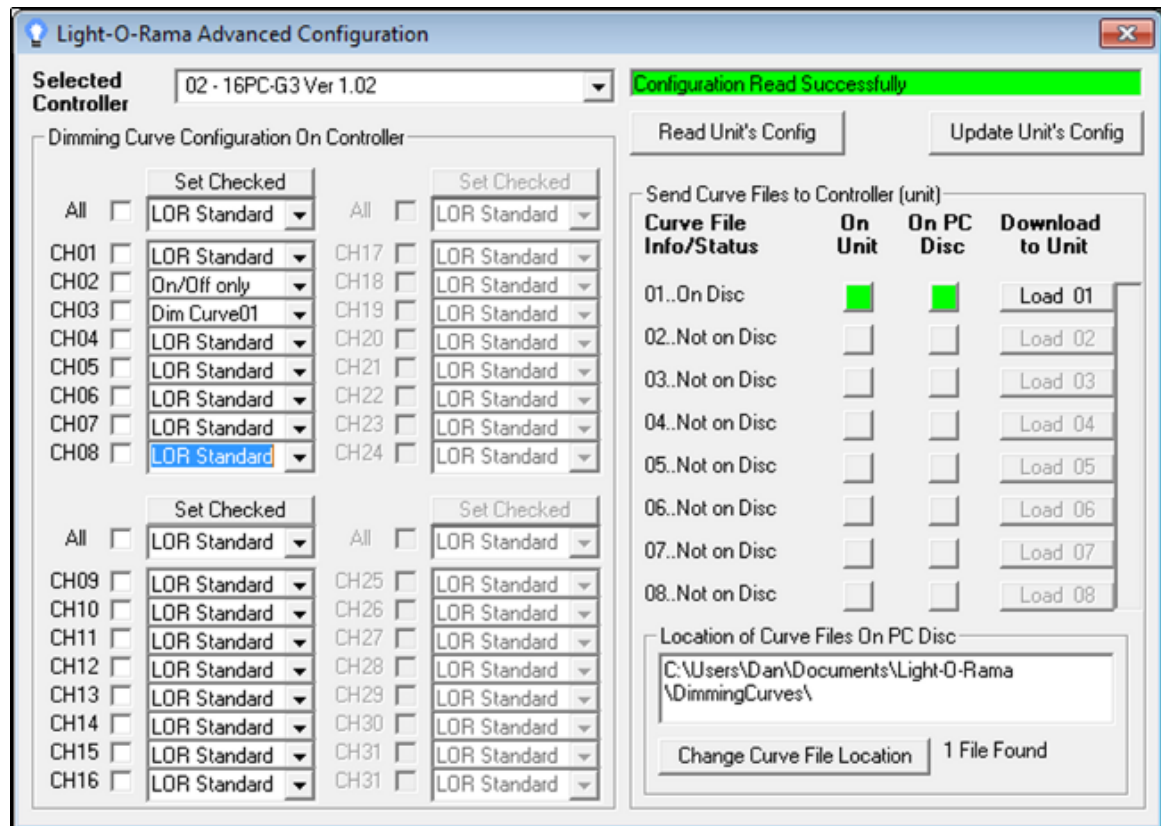 Light-O-Rama Advanced Configuration
Selected Controller
02 - 16PC-G3 Ver 1.02
Dimming Curve Configuration On Controller
Set Checked Set Checked
All LOR Standard All LOR Standard
CH01 LOR Standard CH17 LOR Standard
CH02 On/Off only CH18 LOR Standard
CH03 Dim Curve01 CH19 LOR Standard
CH04 LOR Standard CH20 LOR Standard
CH05 LOR Standard CH21 LOR Standard
CH06 LOR Standard CH22 LOR Standard
CH07 LOR Standard CH23 LOR Standard
CH08 LOR Standard CH24 LOR Standard
Set Checked Set Checked
All LOR Standard All LOR Standard
CH09 LOR Standard CH25 LOR Standard
CH10 LOR Standard CH26 LOR Standard
CH11 LOR Standard CH27 LOR Standard
CH12 LOR Standard CH28 LOR Standard
CH13 LOR Standard CH29 LOR Standard
CH14 LOR Standard CH30 LOR Standard
CH15 LOR Standard CH31 LOR Standard
CH16 LOR Standard CH31 LOR Standard
Configuration Read Successfully
Read Unit's Config Update Unit's Config
Send Curve Files to Controller (unit)
Curve File On On PC Download
Info/Status Unit Disc to Unit
01..On Disc Load 01
02..Not on Disc Load 02
03..Not on Disc Load 03
04..Not on Disc Load 04
05..Not on Disc Load 05
06..Not on Disc Load 06
07..Not on Disc Load 07
08..Not on Disc Load 08
Location of Curve Files On PC Disc
C:\Users\Dan\Documents\Light-O-Rama
\DimmingCurves\
Change Curve File Location 1 File Found